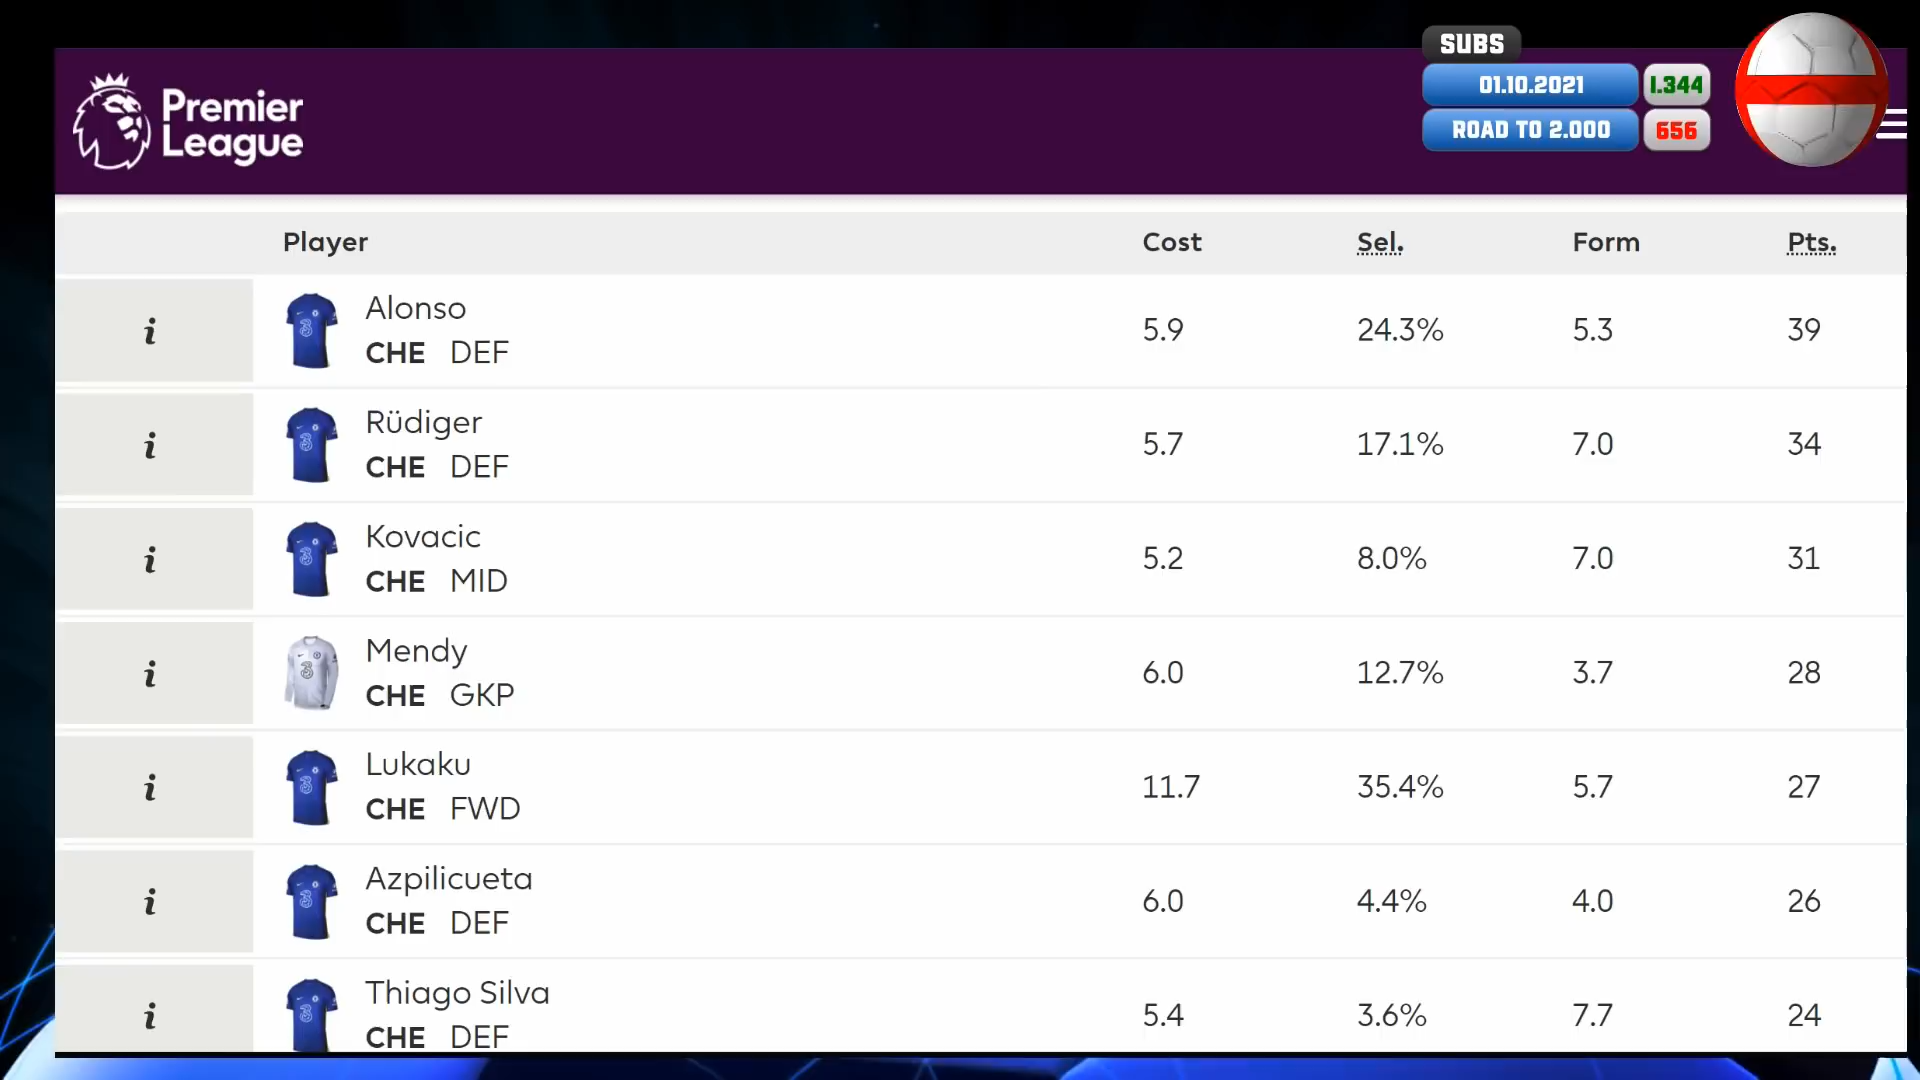 SUBS
01.10.2021 1.344
ROAD TO 2.000 656
Premier
League
Player Cost Sel. Form Pts.
i Alonso
CHE DEF 5.9 24.3% 5.3 39
i Rüdiger
CHE DEF 5.7 17.1% 7.0 34
i Kovacic
CHE MID 5.2 8.0% 7.0 31
i Mendy
CHE GKP 6.0 12.7% 3.7 28
i Lukaku
CHE FWD 11.7 35.4% 5.7 27
i Azpilicueta
CHE DEF 6.0 4.4% 4.0 26
i Thiago Silva
CHE DEF 5.4 3.6% 7.7 24